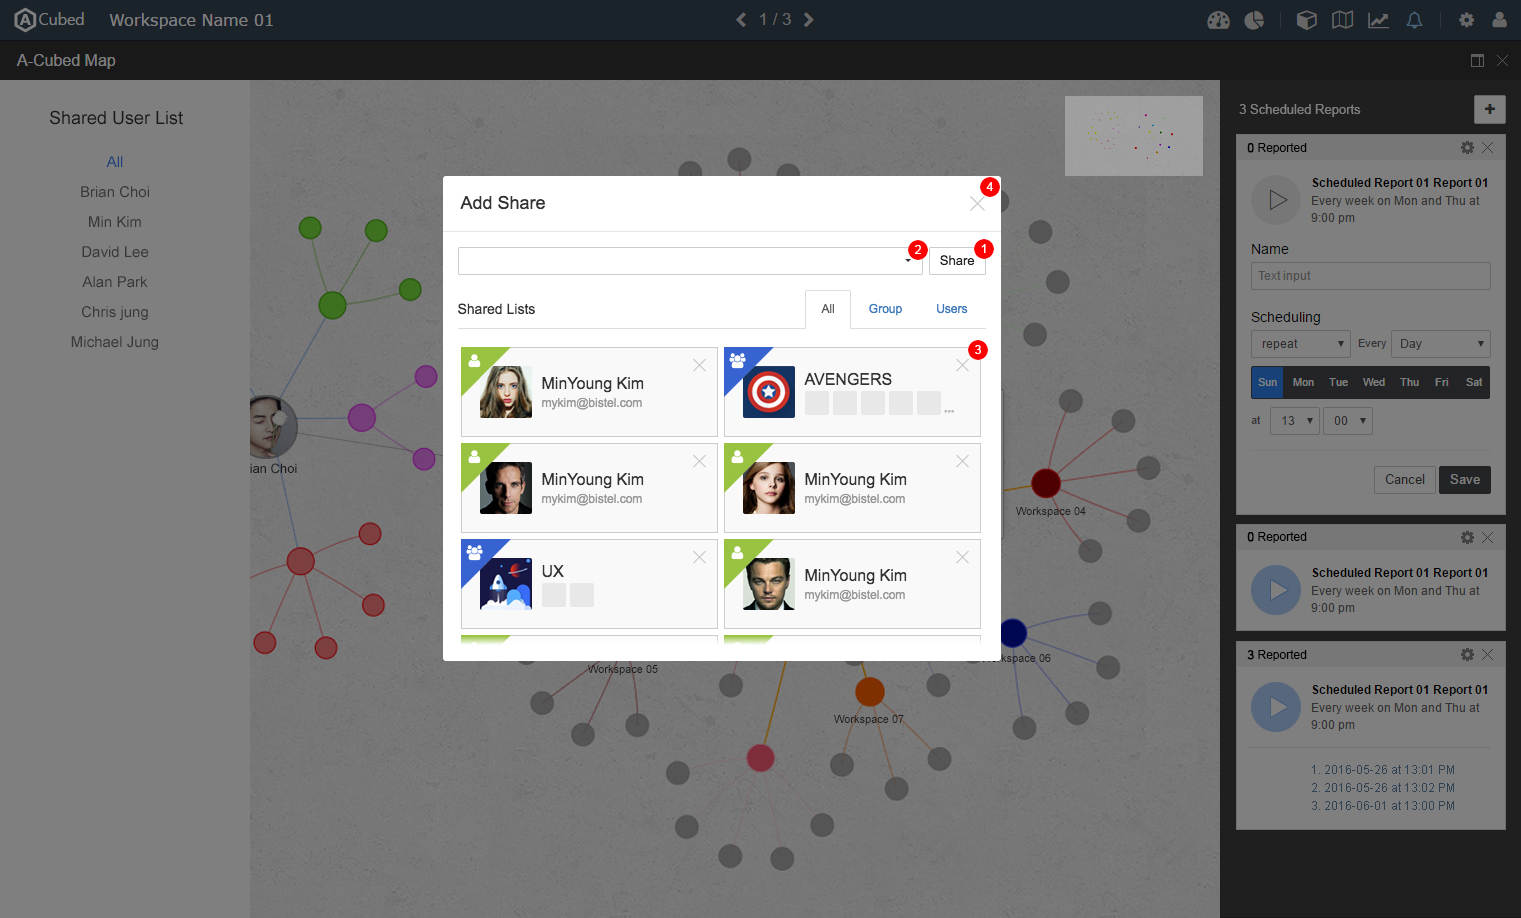 A Cubed
Workspace Name 01
1 / 3
A-Cubed Map
Shared User List
All
Brian Choi
Min Kim
David Lee
Alan Park
Chris jung
Michael Jung
ian Choi
Add Share
4
2
Share
1
Shared Lists
All
Group
Users
3
MinYoung Kim
mykim@bistel.com
AVENGERS
...
MinYoung Kim
mykim@bistel.com
MinYoung Kim
mykim@bistel.com
UX
MinYoung Kim
mykim@bistel.com
Workspace 04
Workspace 05
kspace 06
Workspace 07
3 Scheduled Reports
+
0 Reported
Scheduled Report 01 Report 01
Every week on Mon and Thu at
9:00 pm
Name
Text input
Scheduling
repeat
Every
Day
Sun Mon Tue Wed Thu Fri Sat
at 13 00
Cancel
Save
0 Reported
Scheduled Report 01 Report 01
Every week on Mon and Thu at
9:00 pm
3 Reported
Scheduled Report 01 Report 01
Every week on Mon and Thu at
9:00 pm
1. 2016-05-26 at 13:01 PM
2. 2016-05-26 at 13:02 PM
3. 2016-06-01 at 13:00 PM